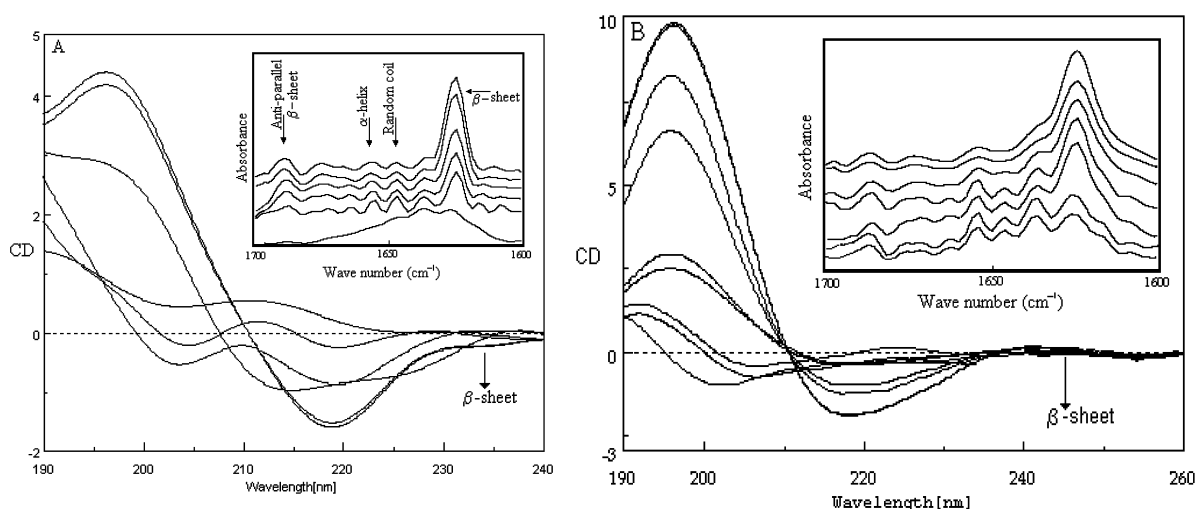 A
5
4
2
0
-2
CD
190
200
210
220
230
240
Wavelength[nm]
β-sheet
Anti-parallel
β-sheet
α-helix
Random coil
β-sheet
Absorbance
1700
1650
1600
Wave number (cm⁻¹)
B
10
5
0
-3
CD
190
200
220
240
260
Wavelength[nm]
β-sheet
Absorbance
1700
1650
1600
Wave number (cm⁻¹)